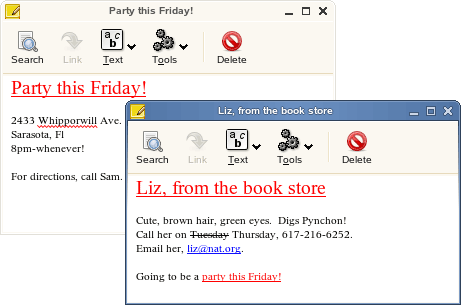 Party this Friday!
Search Link Text Tools Delete
Party this Friday!
2433 Whipporwill Ave.
Sarasota, Fl
8pm-whenever!
For directions, call Sam.
Liz, from the book store
Search Link Text Tools Delete
Liz, from the book store
Cute, brown hair, green eyes. Digs Pynchon!
Call her on Tuesday Thursday, 617-216-6252.
Email her, liz@nat.org.
Going to be a party this Friday!